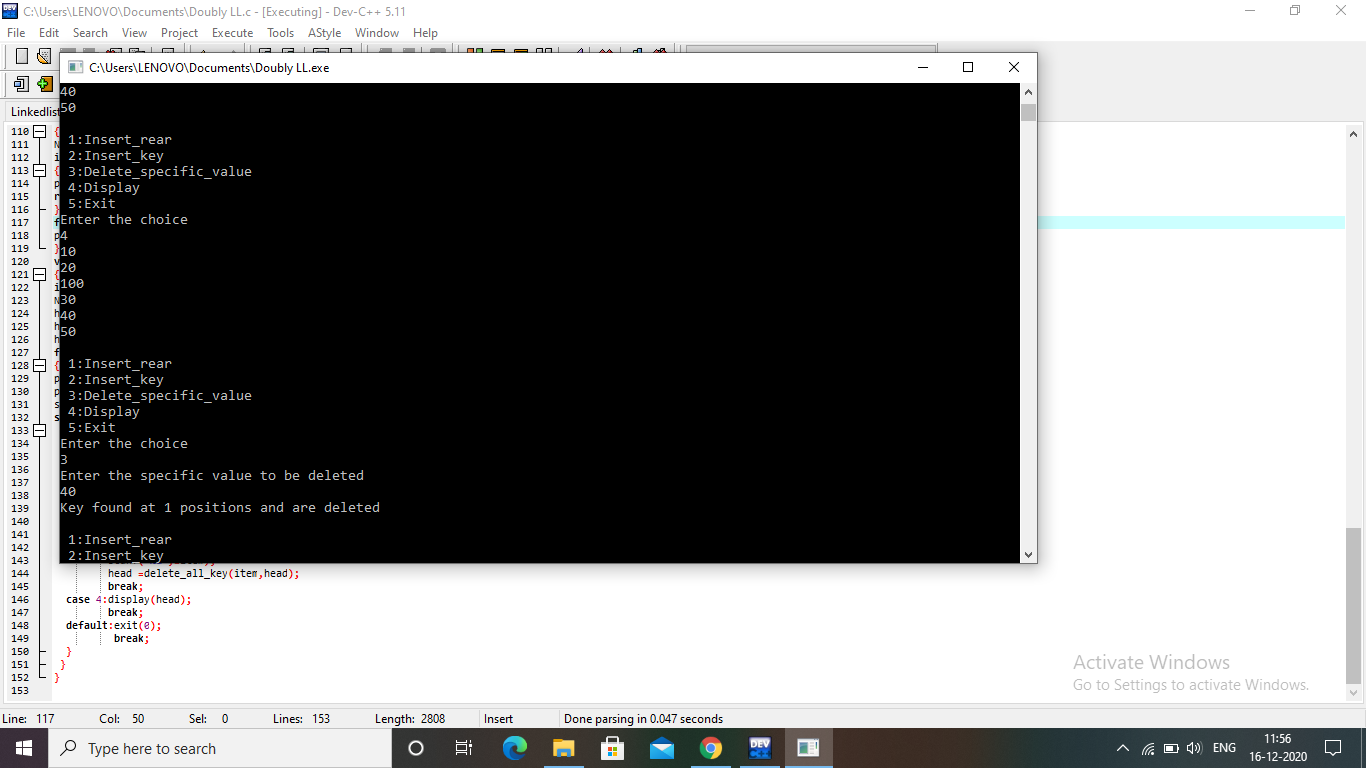 C:\Users\LENOVO\Documents\Doubly LL.c - [Executing] - Dev-C++ 5.11
File Edit Search View Project Execute Tools AStyle Window Help
C:\Users\LENOVO\Documents\Doubly LL.exe
40
50
1:Insert_rear
2:Insert_key
3:Delete_specific_value
4:Display
5:Exit
Enter the choice
4
10
20
100
30
40
50
1:Insert_rear
2:Insert_key
3:Delete_specific_value
4:Display
5:Exit
Enter the choice
3
Enter the specific value to be deleted
40
Key found at 1 positions and are deleted
1:Insert_rear
2:Insert_key
Linkedlis
110 {
111 N
112 i
113 {
114 p
115 r
116 }
117 f
118 p
119 }
120 v
121 {
122 i
123 N
124 h
125 h
126 h
127 f
128 {
129 p
130 p
131 s
132 s
133
134
135
136
137
138
139
140
141
142
143
144 head =delete_all_key(item,head);
145 break;
146 case 4:display(head);
147 break;
148 default:exit(0);
149 break;
150 }
151 }
152 }
153
Activate Windows
Go to Settings to activate Windows.
Line: 117 Col: 50 Sel: 0 Lines: 153 Length: 2808 Insert Done parsing in 0.047 seconds
Type here to search
DEV
ENG
11:56
16-12-2020